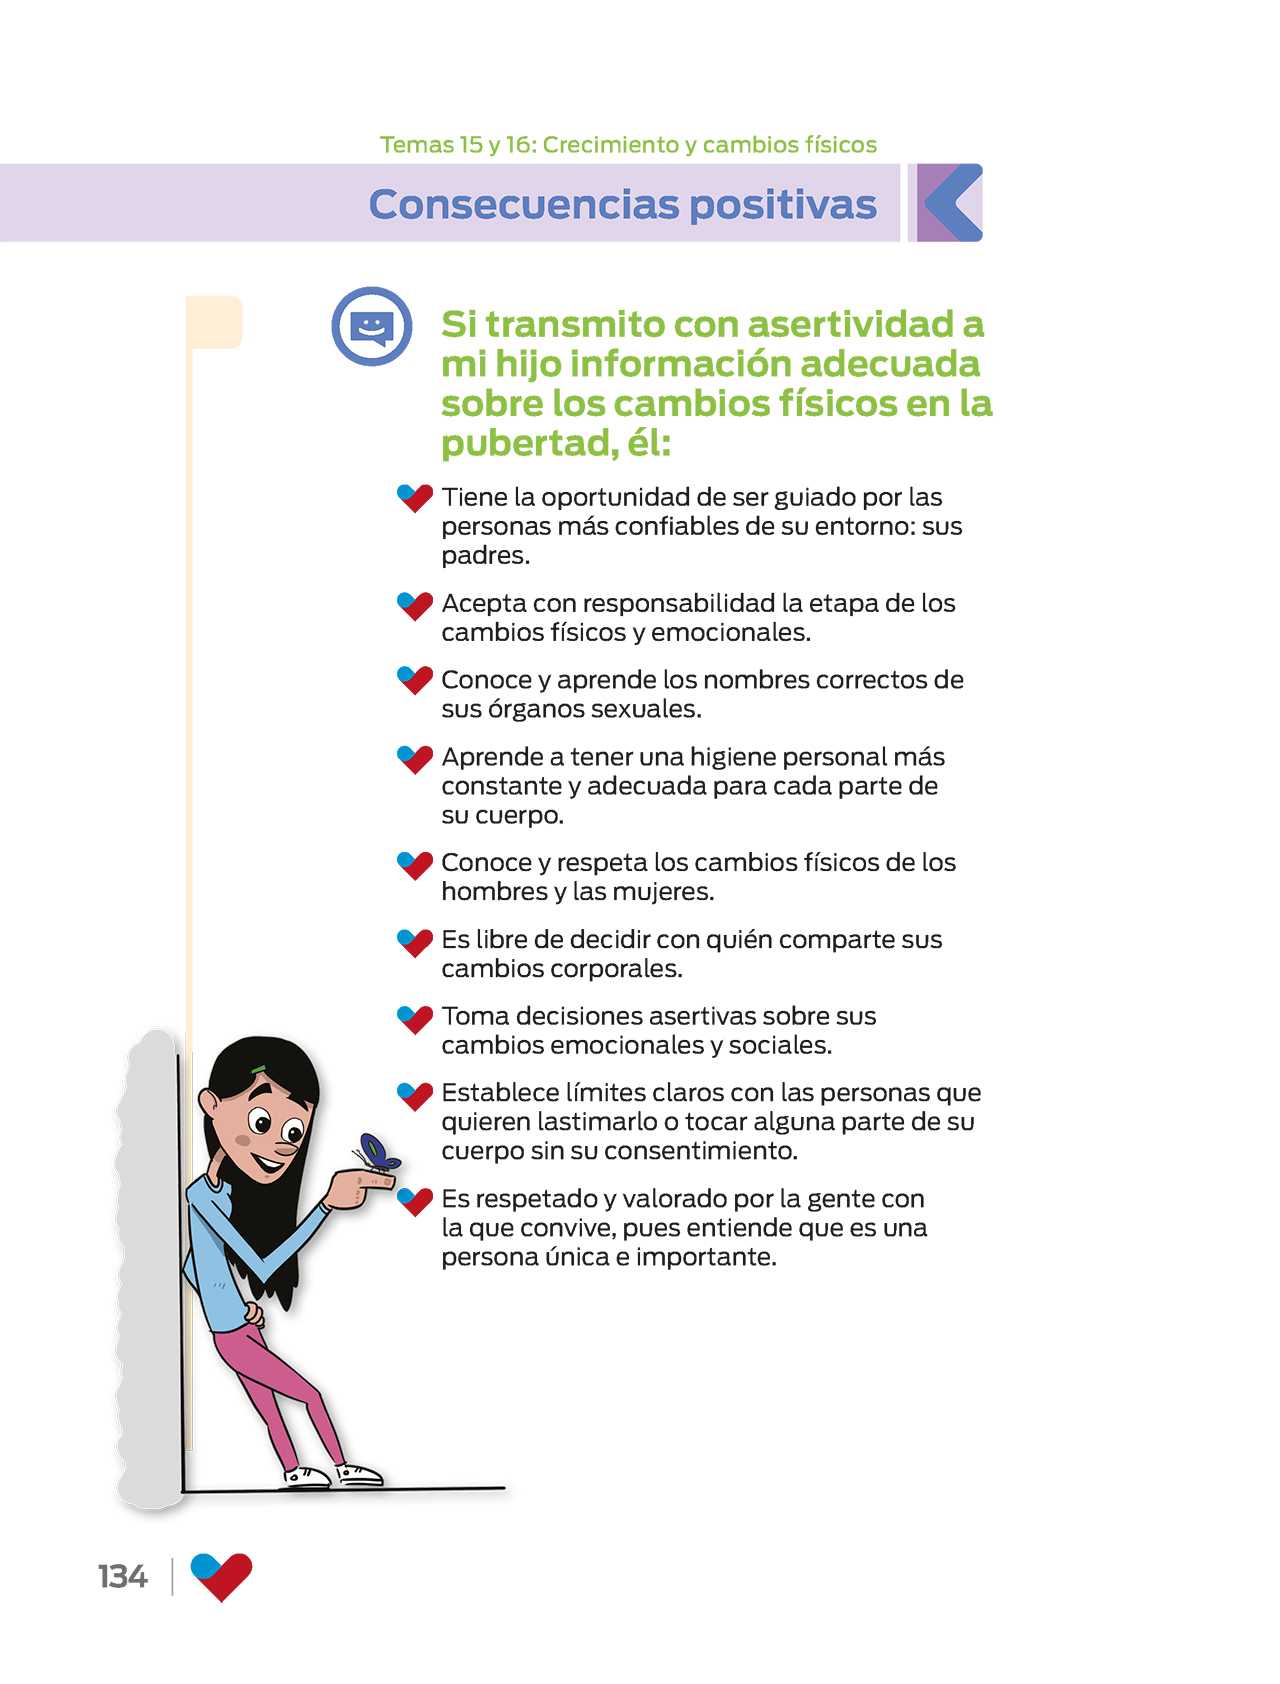 Temas 15 y 16: Crecimiento y cambios físicos
Consecuencias positivas
Si transmito con asertividad a
mi hijo información adecuada
sobre los cambios físicos en la
pubertad, él:
Tiene la oportunidad de ser guiado por las
personas más confiables de su entorno: sus
padres.
Acepta con responsabilidad la etapa de los
cambios físicos y emocionales.
Conoce y aprende los nombres correctos de
sus órganos sexuales.
Aprende a tener una higiene personal más
constante y adecuada para cada parte de
su cuerpo.
Conoce y respeta los cambios físicos de los
hombres y las mujeres.
Es libre de decidir con quién comparte sus
cambios corporales.
Toma decisiones asertivas sobre sus
cambios emocionales y sociales.
Establece límites claros con las personas que
quieren lastimarlo o tocar alguna parte de su
cuerpo sin su consentimiento.
Es respetado y valorado por la gente con
la que convive, pues entiende que es una
persona única e importante.
134